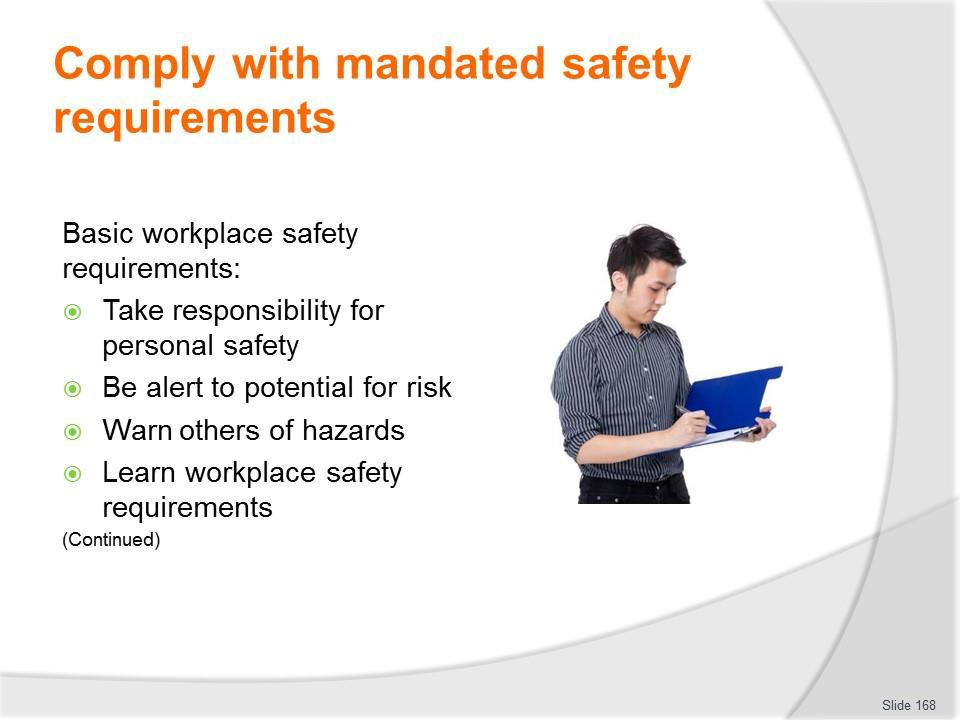 Comply with mandated safety
requirements
Basic workplace safety
requirements:
Take responsibility for
personal safety
Be alert to potential for risk
Warn others of hazards
Learn workplace safety
requirements
(Continued)
Slide 168